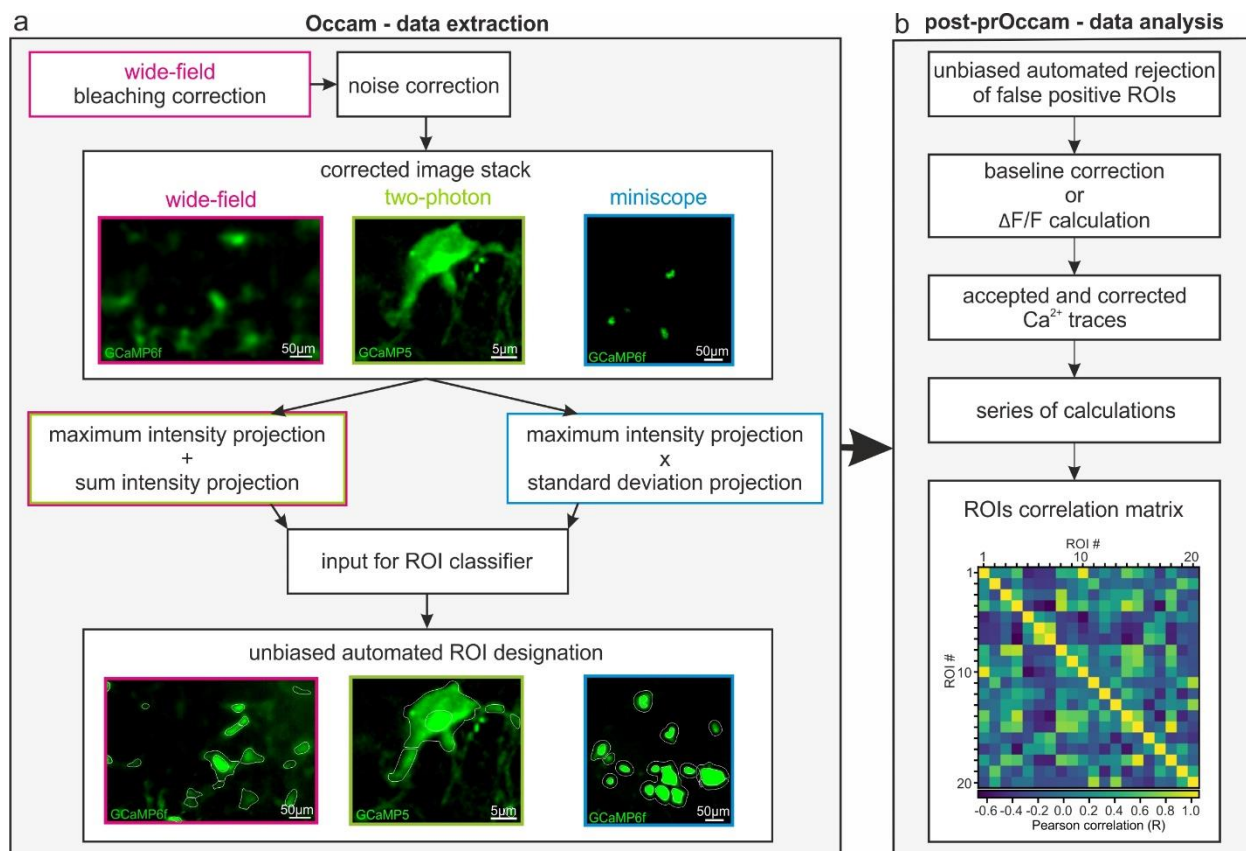 a
Occam - data extraction
wide-field
bleaching correction
noise correction
corrected image stack
wide-field
two-photon
miniscope
GCaMP6f
50µm
GCaMP5
5µm
GCaMP6f
50µm
maximum intensity projection
+
sum intensity projection
maximum intensity projection
x
standard deviation projection
input for ROI classifier
unbiased automated ROI designation
GCaMP6f
50µm
GCaMP5
5µm
GCaMP6f
50µm
b
post-prOccam - data analysis
unbiased automated rejection
of false positive ROIs
baseline correction
or
ΔF/F calculation
accepted and corrected
Ca²⁺ traces
series of calculations
ROIs correlation matrix
ROI #
1 10 20
1
ROI #
10
20
-0.6 -0.4 -0.2 0.0 0.2 0.4 0.6 0.8 1.0
Pearson correlation (R)